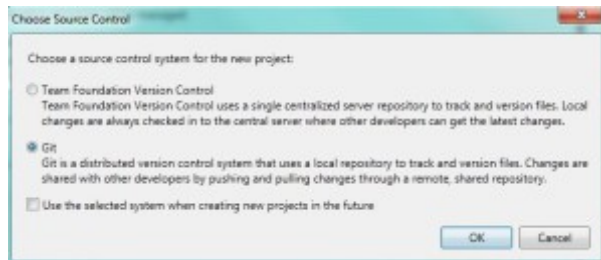 Choose Source Control
Choose a source control system for the new project:
Team Foundation Version Control
Team Foundation Version Control uses a single centralized server repository to track and version files. Local
changes are always checked in to the central server where other developers can get the latest changes.
Git
Git is a distributed version control system that uses a local repository to track and version files. Changes are
shared with other developers by pushing and pulling changes through a remote, shared repository.
Use the selected system when creating new projects in the future
OK Cancel